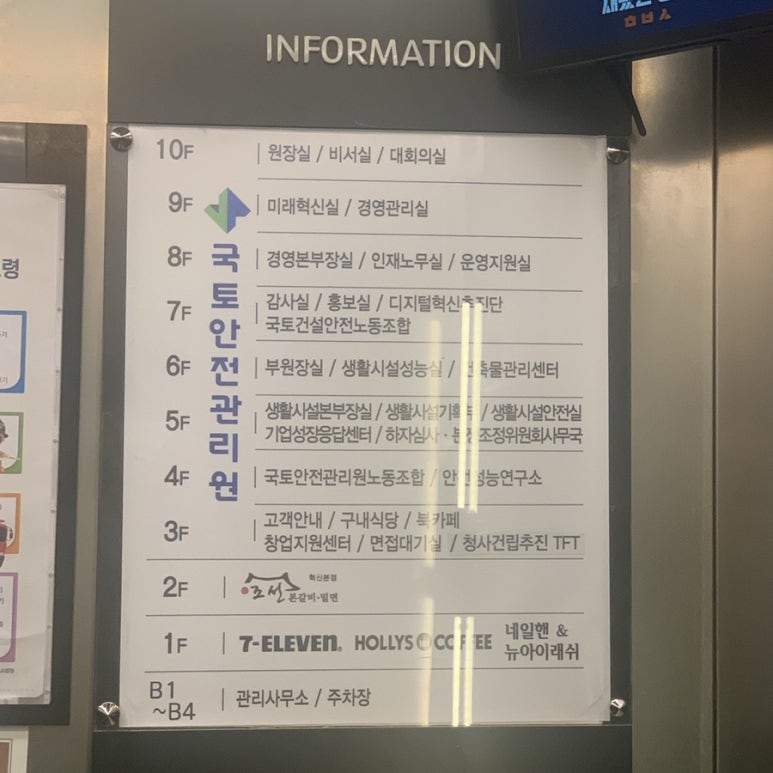 INFORMATION
10F 원장실 / 비서실 / 대회의실
9F 미래혁신실 / 경영관리실
8F 경영본부장실 / 인재노무실 / 운영지원실
7F 감사실 / 홍보실 / 디지털혁신추진단
국토건설안전노동조합
6F 부원장실 / 생활시설성능실 / 건축물관리센터
5F 생활시설본부장실 / 생활시설기획부 / 생활시설안전실
기업성장응답센터 / 하자심사 · 분쟁조정위원회사무국
4F 국토안전관리원노동조합 / 안전성능연구소
3F 고객안내 / 구내식당 / 북카페
창업지원센터 / 면접대기실 / 청사건립추진 TFT
국토안전관리원
2F 조선 혁신본점
본갈비·밀면
1F 7-ELEVEN. HOLLYS COFFEE 네일핸 &
뉴아이래쉬
B1
~B4 관리사무소 / 주차장
령